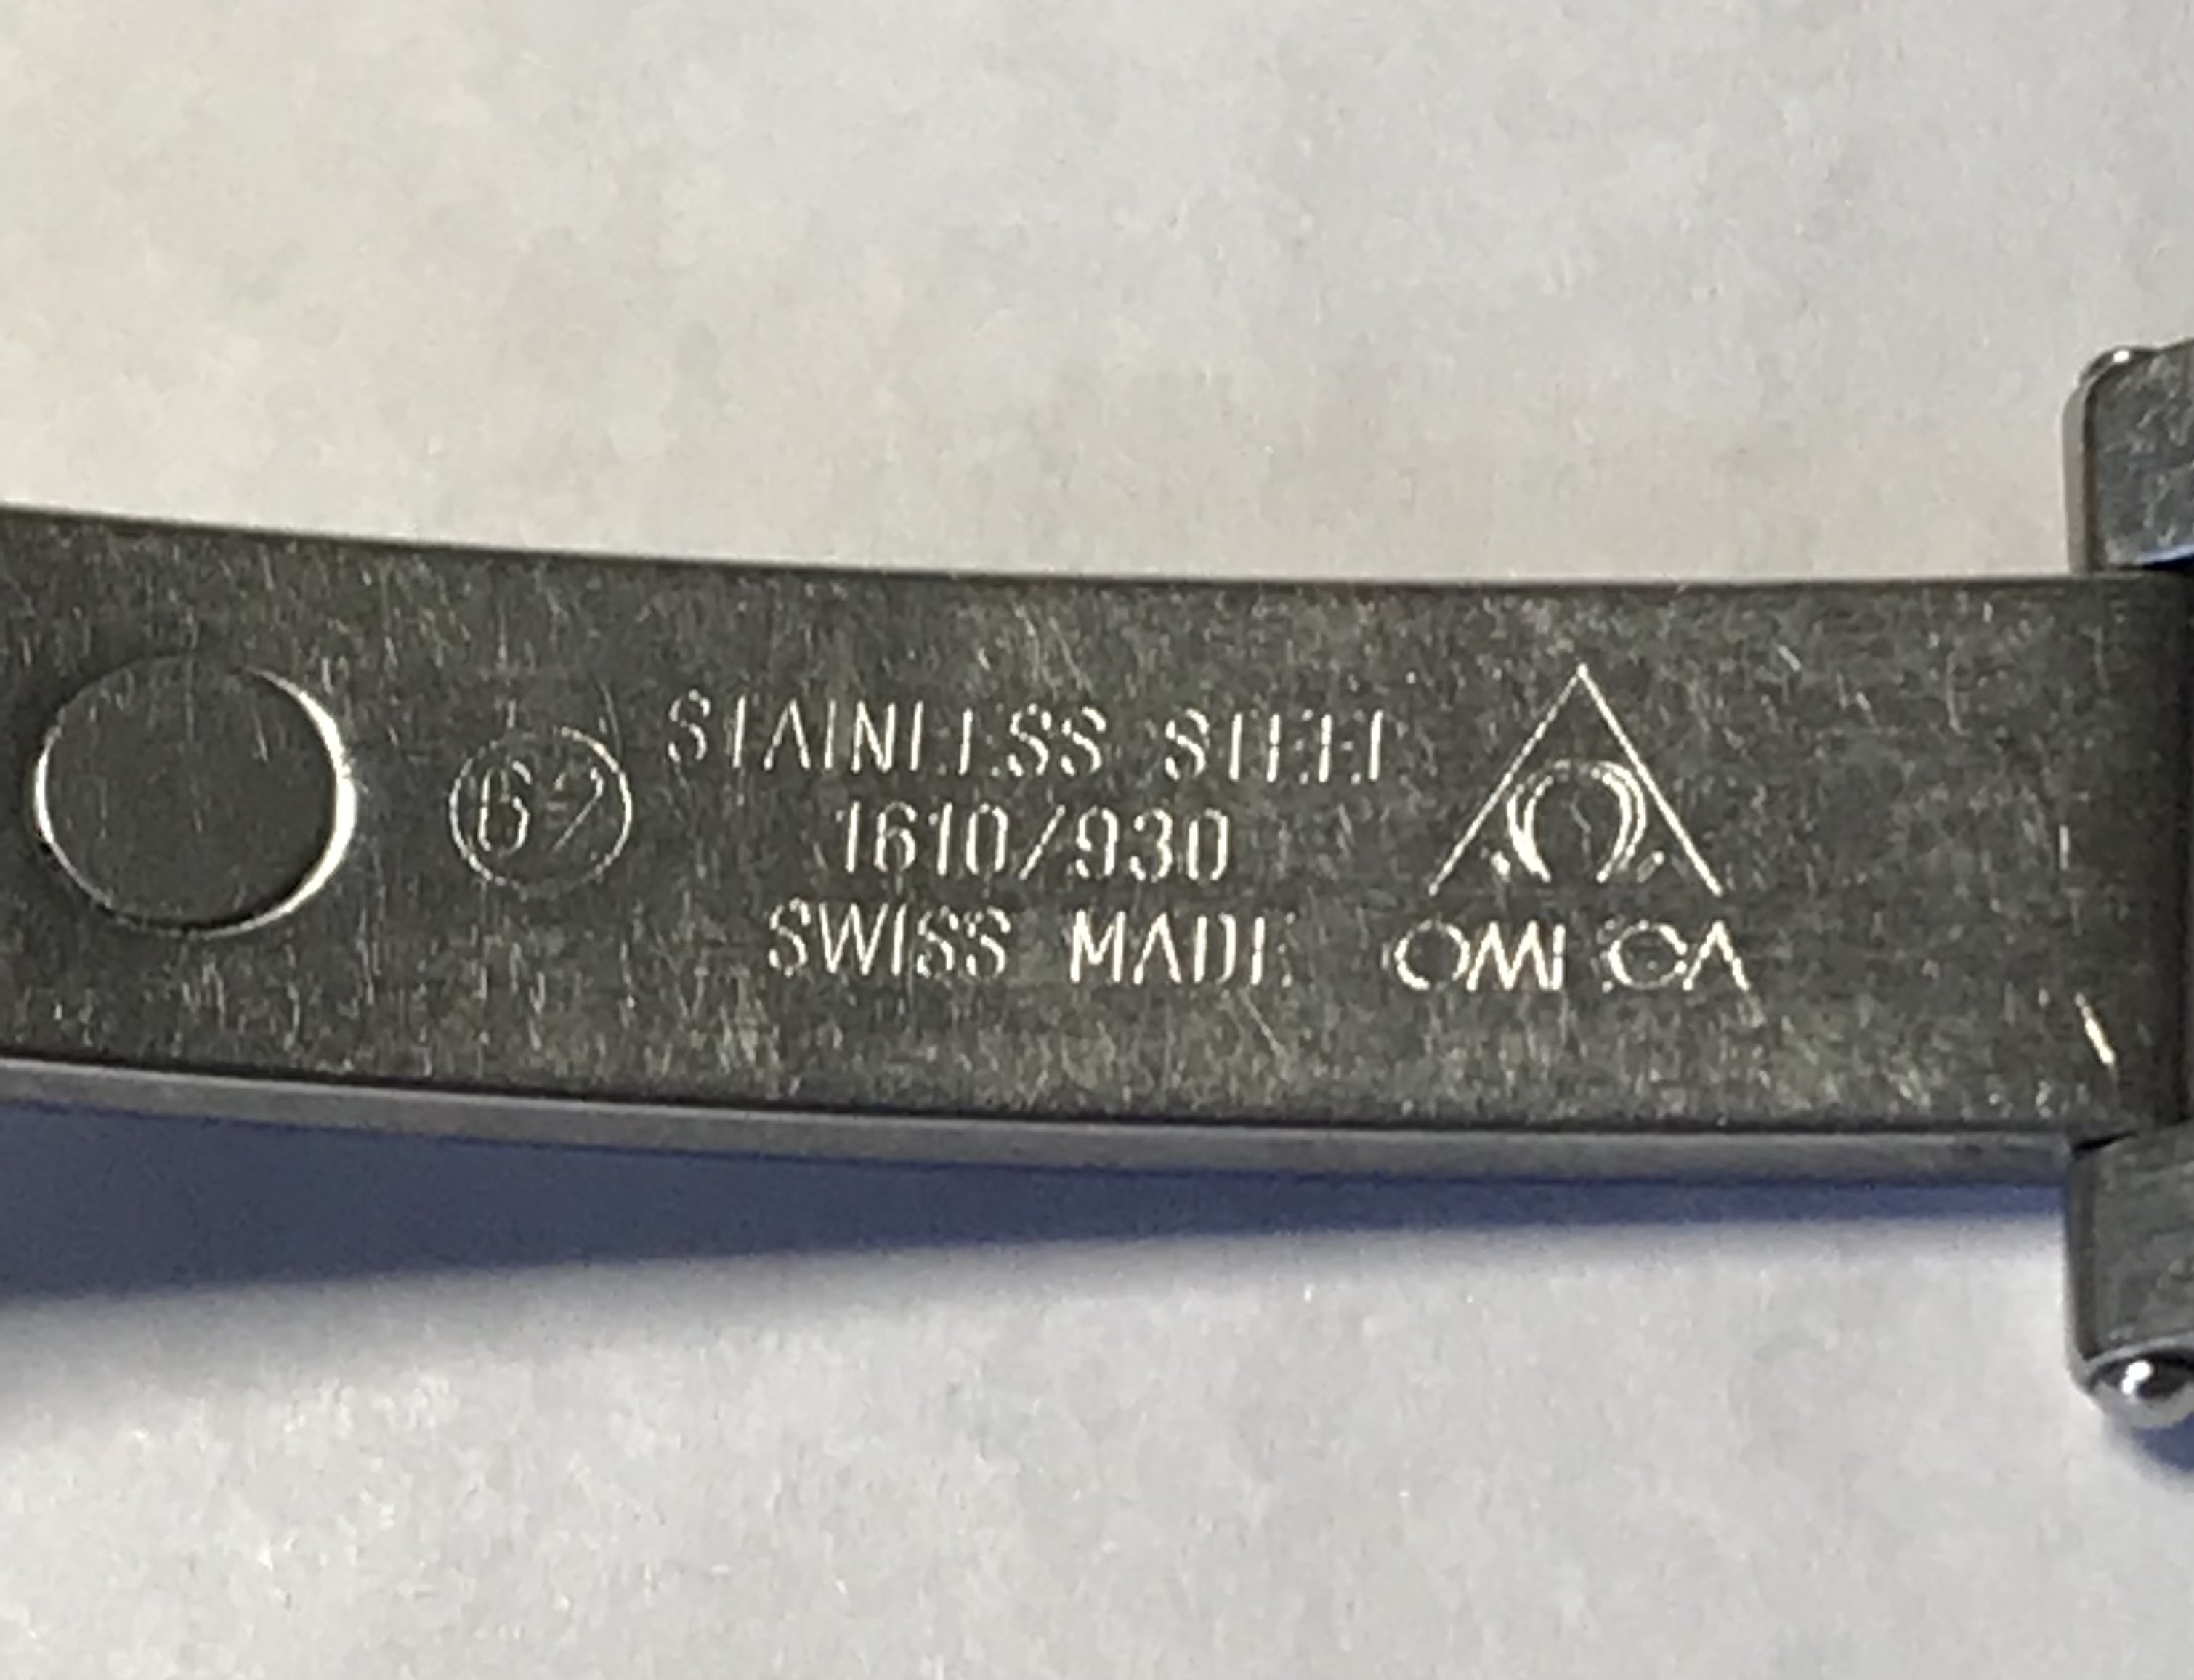 62
STAINLESS STEEL
1610/930
SWISS MADE
Ω
OMEGA